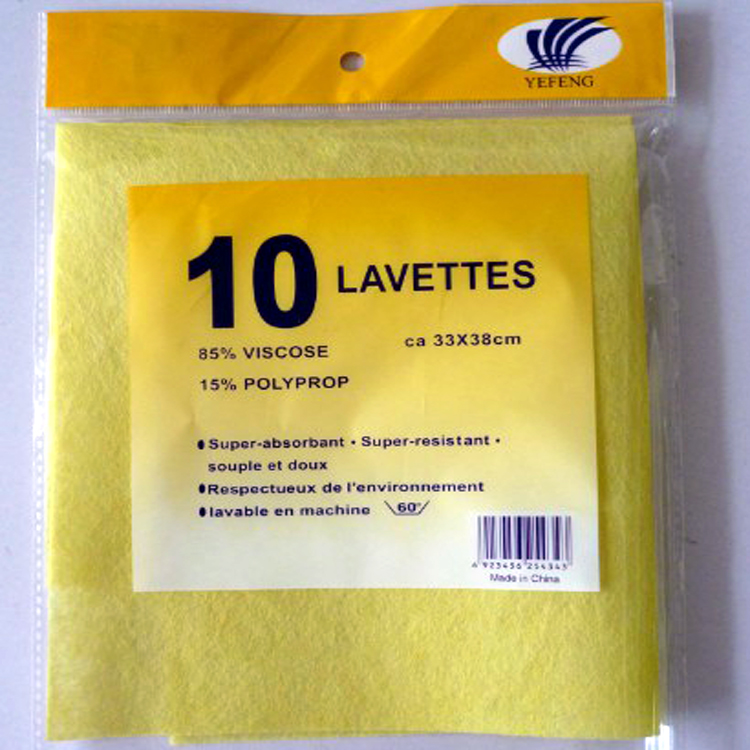 YEFENG
10 LAVETTES
85% VISCOSE
ca 33X38cm
15% POLYPROP
Super-absorbant • Super-resistant •
souple et doux
Respectueux de l'environnement
lavable en machine 60°
Made in China